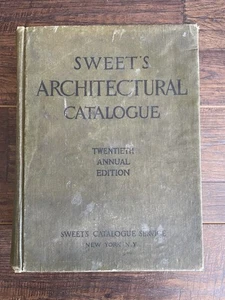 SWEET'S
ARCHITECTURAL
CATALOGUE
TWENTIETH
ANNUAL
EDITION
SWEET'S CATALOGUE SERVICE
NEW YORK, N.Y.